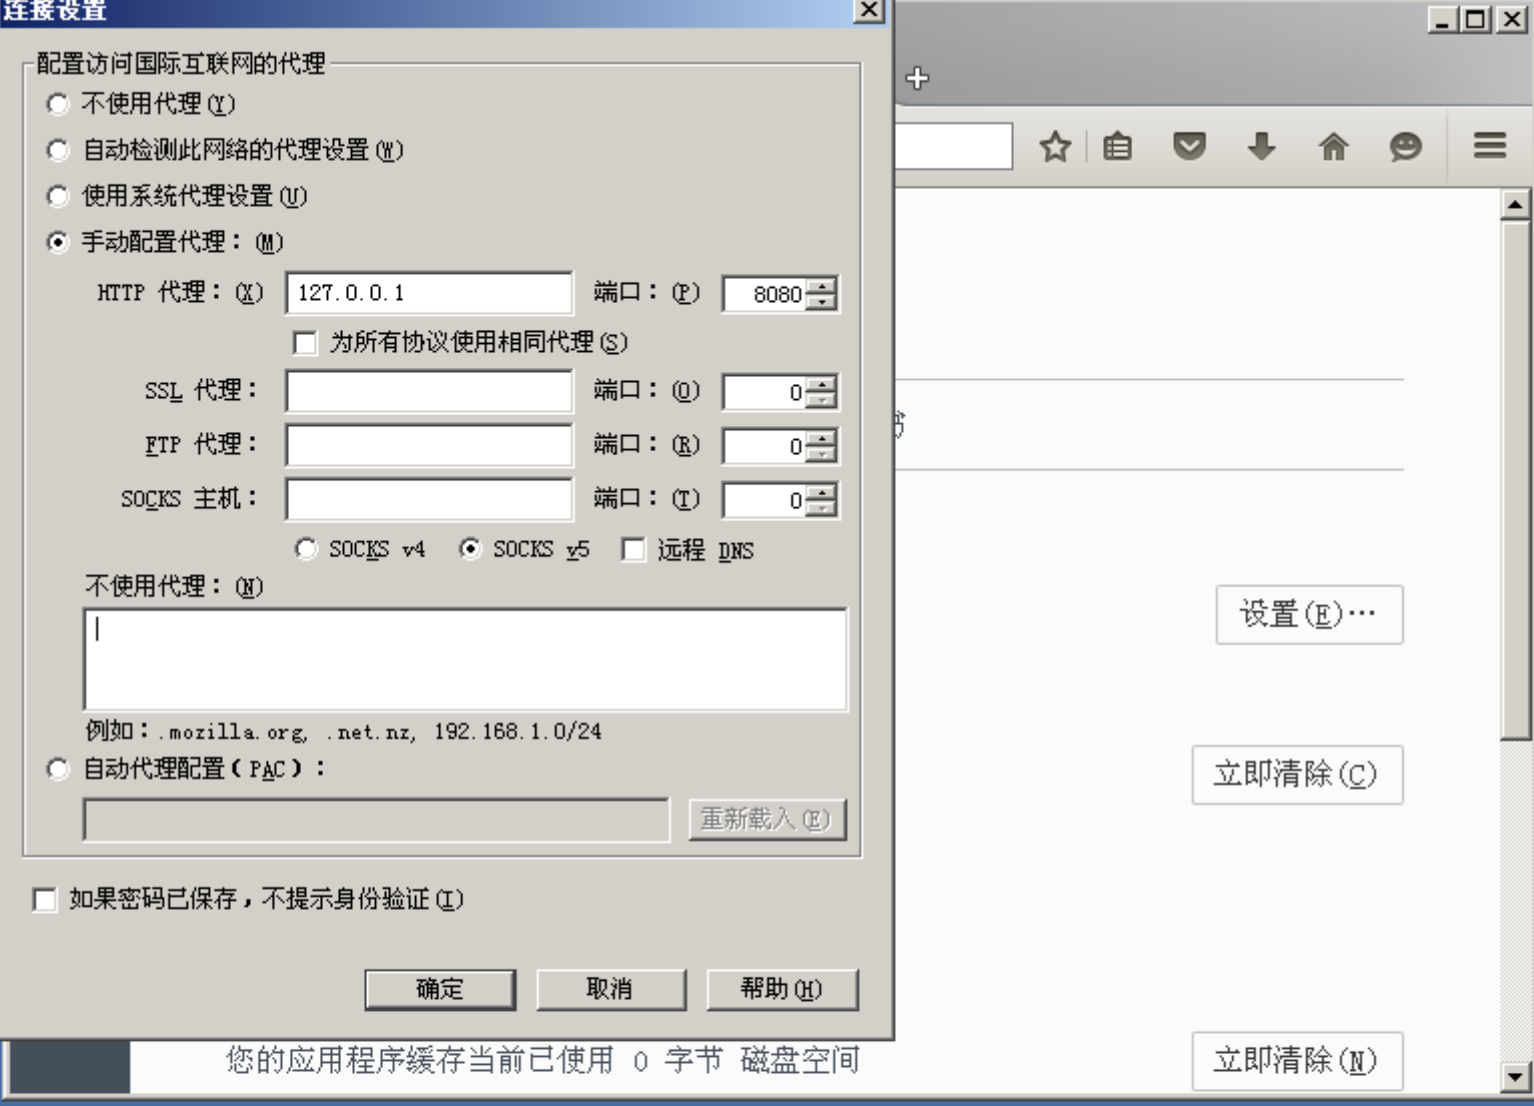 连接设置
配置访问国际互联网的代理
不使用代理(Y)
自动检测此网络的代理设置(W)
使用系统代理设置(U)
手动配置代理：(M)
HTTP 代理：(X) 127.0.0.1 端口：(P) 8080
为所有协议使用相同代理(S)
SSL 代理： 端口：(O) 0
FTP 代理： 端口：(R) 0
SOCKS 主机： 端口：(T) 0
SOCKS v4 SOCKS v5 远程 DNS
不使用代理：(N)
设置(E)…
例如：.mozilla.org, .net.nz, 192.168.1.0/24
自动代理配置(PAC)：
立即清除(C)
重新载入(E)
如果密码已保存，不提示身份验证(I)
确定 取消 帮助(H)
您的应用程序缓存当前已使用 0 字节 磁盘空间 立即清除(N)